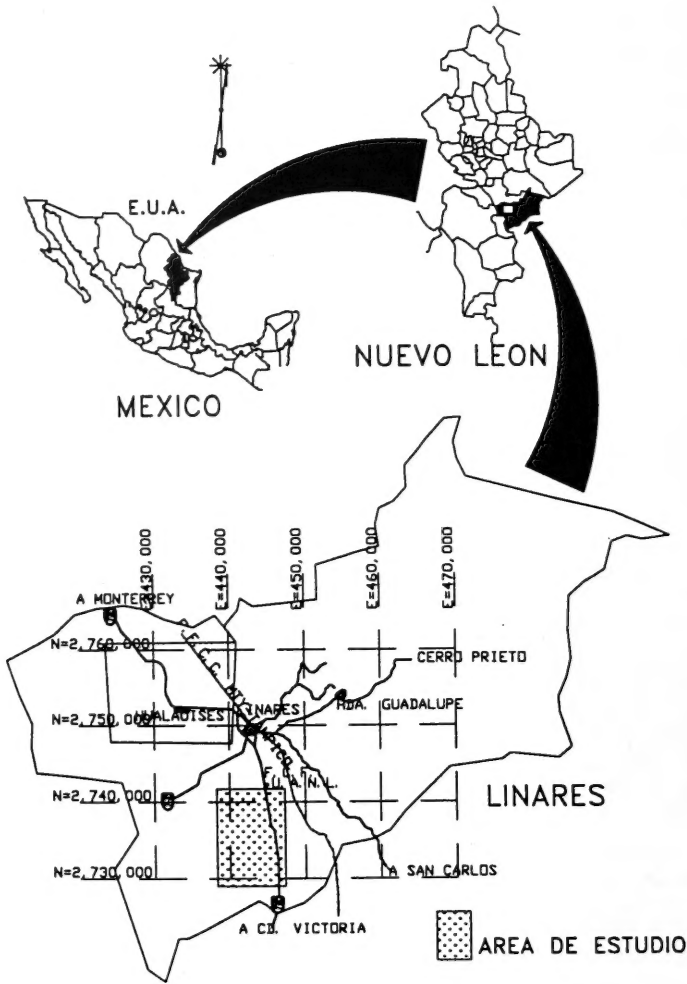 E.U.A.
NUEVO LEON
MEXICO
E=430,000
E=440,000
E=450,000
E=460,000
E=470,000
A MONTERREY
N=2,760,000
CERRO PRIETO
HUALAUISES
LINARES
HDA. GUADALUPE
N=2,750,000
N=2,740,000
LINARES
N=2,730,000
A SAN CARLOS
A CD. VICTORIA
AREA DE ESTUDIO